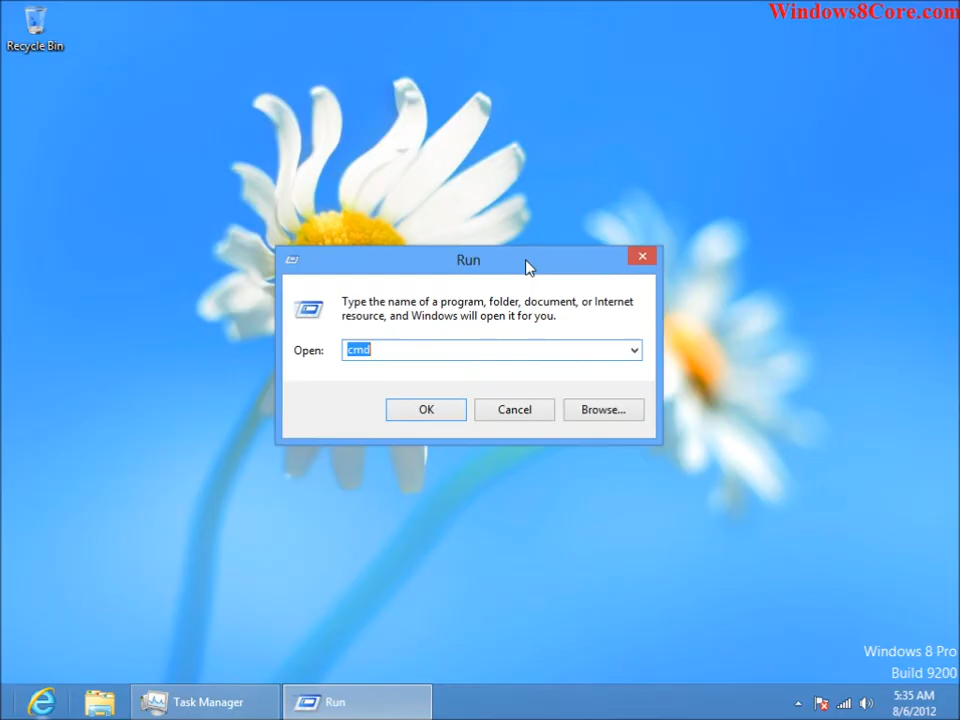 Windows8Core.com
Recycle Bin
Run
Type the name of a program, folder, document, or Internet
resource, and Windows will open it for you.
Open: cmd
OK Cancel Browse...
Windows 8 Pro
Build 9200
Task Manager Run
5:35 AM
8/6/2012